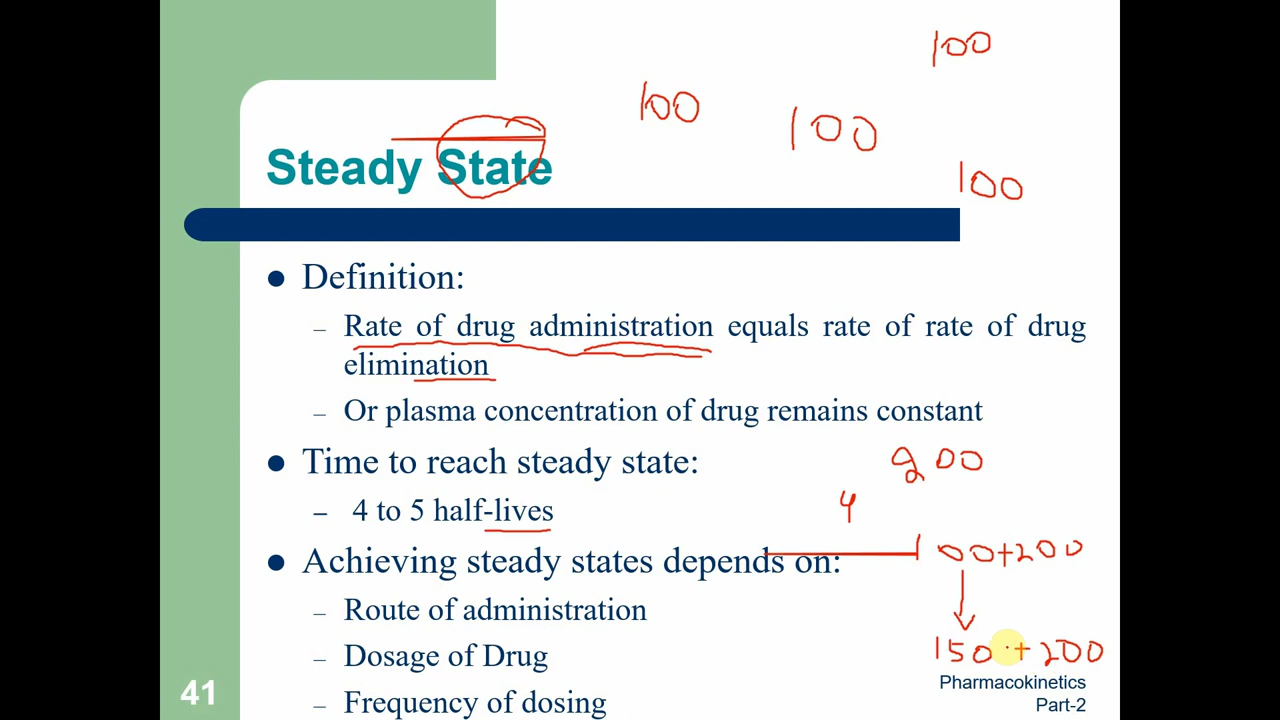 100
100
100
Steady State
100
Definition:
– Rate of drug administration equals rate of rate of drug
elimination
– Or plasma concentration of drug remains constant
Time to reach steady state:
200
– 4 to 5 half-lives
4
Achieving steady states depends on:
100+200
– Route of administration
– Dosage of Drug
150+200
– Frequency of dosing
41
Pharmacokinetics
Part-2